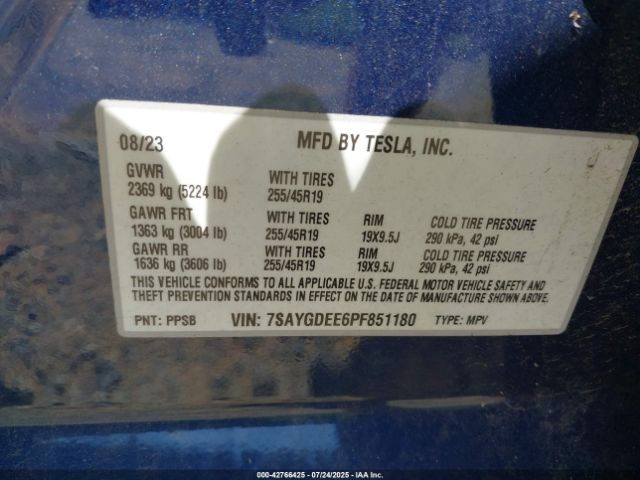 08/23 MFD BY TESLA, INC.
GVWR WITH TIRES
2369 kg (5224 lb) 255/45R19
GAWR FRT WITH TIRES RIM COLD TIRE PRESSURE
1363 kg (3004 lb) 255/45R19 19X9.5J 290 kPa, 42 psi
GAWR RR WITH TIRES RIM COLD TIRE PRESSURE
1636 kg (3606 lb) 255/45R19 19X9.5J 290 kPa, 42 psi
THIS VEHICLE CONFORMS TO ALL APPLICABLE U.S. FEDERAL MOTOR VEHICLE SAFETY AND
THEFT PREVENTION STANDARDS IN EFFECT ON THE DATE OF MANUFACTURE SHOWN ABOVE.
PNT: PPSB VIN: 7SAYGDEE6PF851180 TYPE: MPV
000-42766425 - 07/24/2025 - IAA Inc.